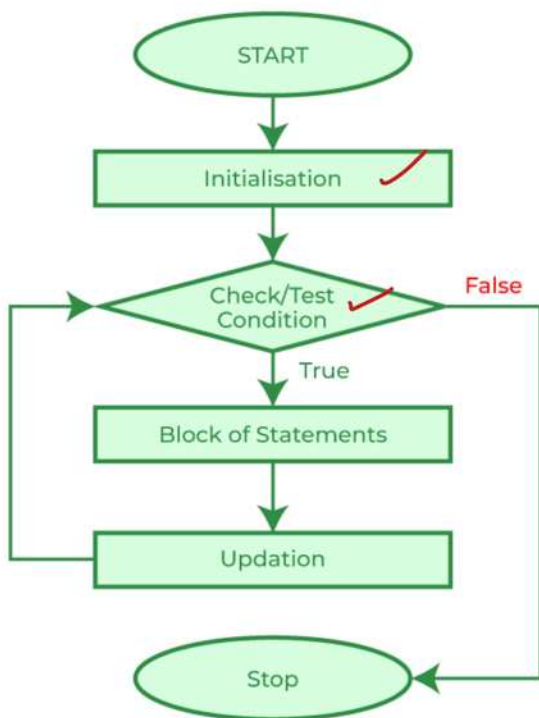 START
Initialisation
Check/Test
Condition
False
True
Block of Statements
Updation
Stop